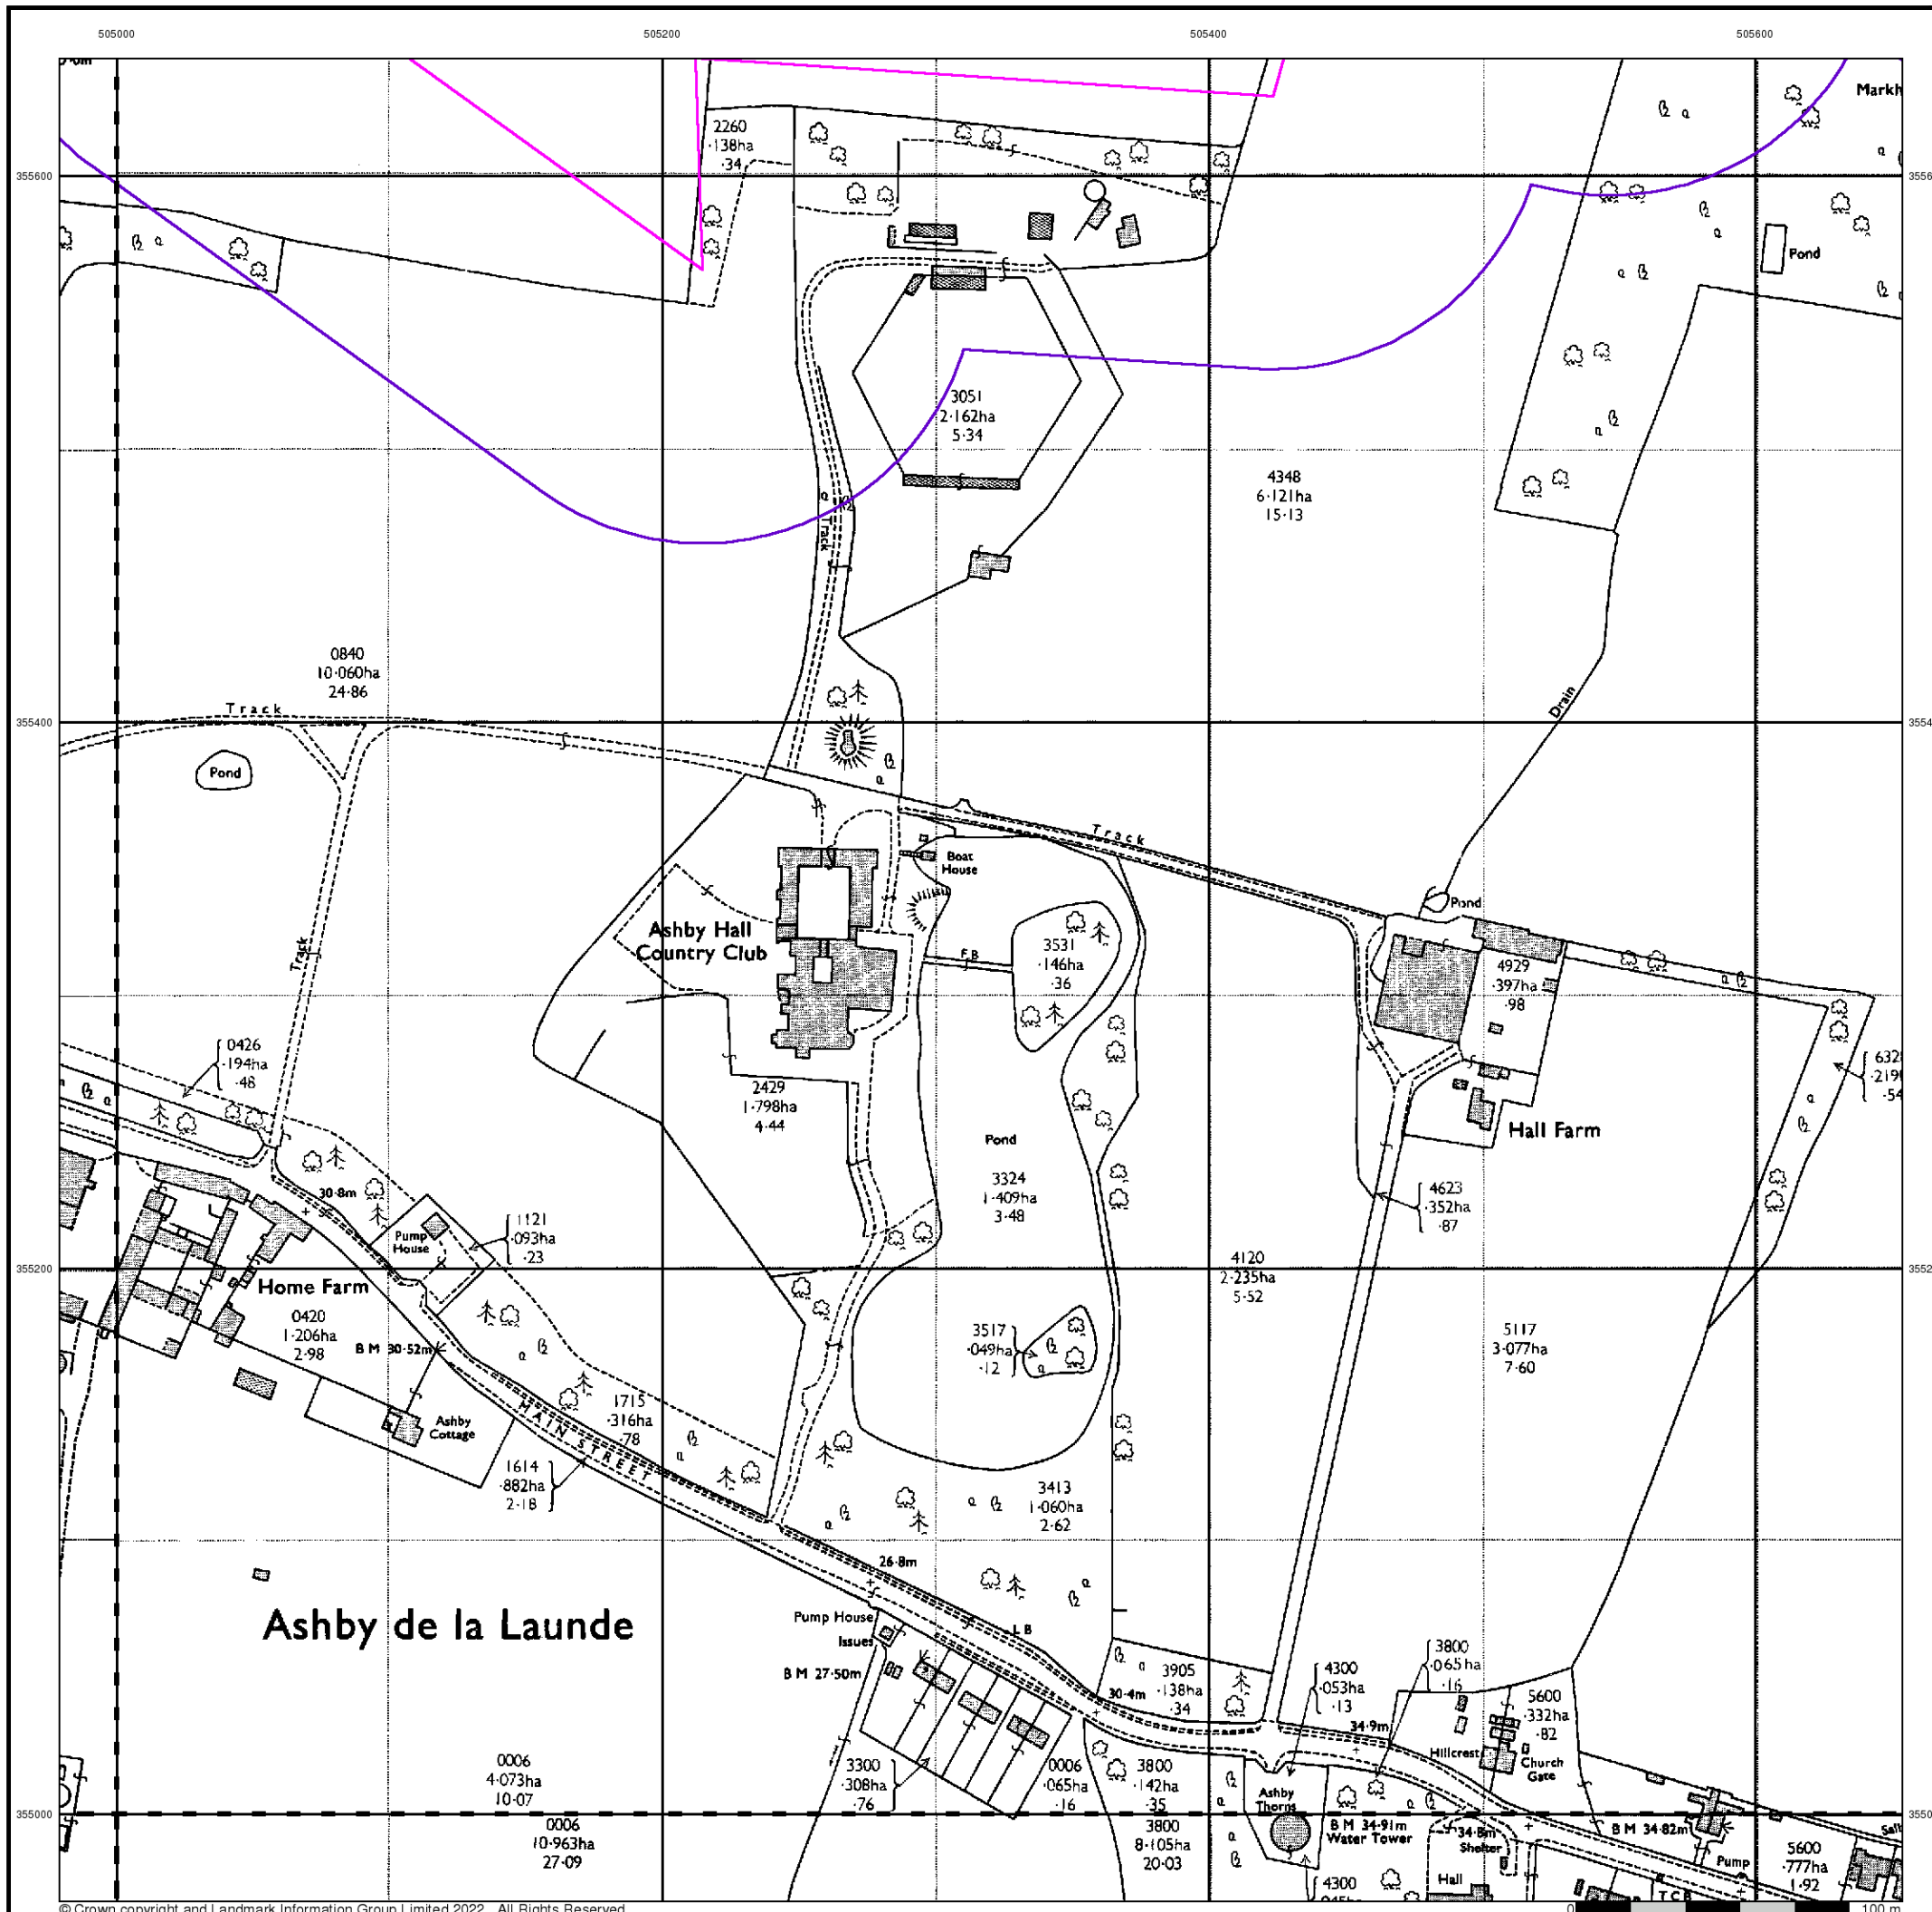 505000
505200
505400
505600
355600
Markh
2260
·138ha
·34
Pond
3051
2·162ha
5·34
4348
6·121ha
15·13
Track
0840
10·060ha
24·86
355400
Track
Drain
Pond
Track
Boat
House
Pond
Ashby Hall
Country Club
FB
3531
·146ha
·36
4929
·397ha
·98
Track
0426
·194ha
·48
2429
1·798ha
4·44
Hall Farm
Pond
3324
1·409ha
3·48
4623
·352ha
·87
30·8m
Pump
House
1121
·093ha
·23
355200
4120
2·235ha
5·52
Home Farm
0420
1·206ha
2·98
B M 30·52m
3517
·049ha
·12
5117
3·077ha
7·60
Ashby
Cottage
1715
·316ha
·78
MAIN STREET
1614
·882ha
2·18
3413
1·060ha
2·62
26·8m
Ashby de la Launde
Pump House
Issues
LB
B M 27·50m
3905
·138ha
·34
30·4m
4300
·053ha
·13
3800
·065ha
·16
5600
·332ha
·82
34·9m
Hillcrest
Church
Gate
0006
4·073ha
10·07
3300
·308ha
·76
0006
·065ha
·16
3800
·142ha
·35
Ashby
Thorns
355000
0006
10·963ha
27·09
3800
8·105ha
20·03
B M 34·91m
Water Tower
34·8m
Shelter
B M 34·82m
Pump
5600
·777ha
1·92
4300
Hall
TCB
© Crown copyright and Landmark Information Group Limited 2022. All Rights Reserved.
0
100 m